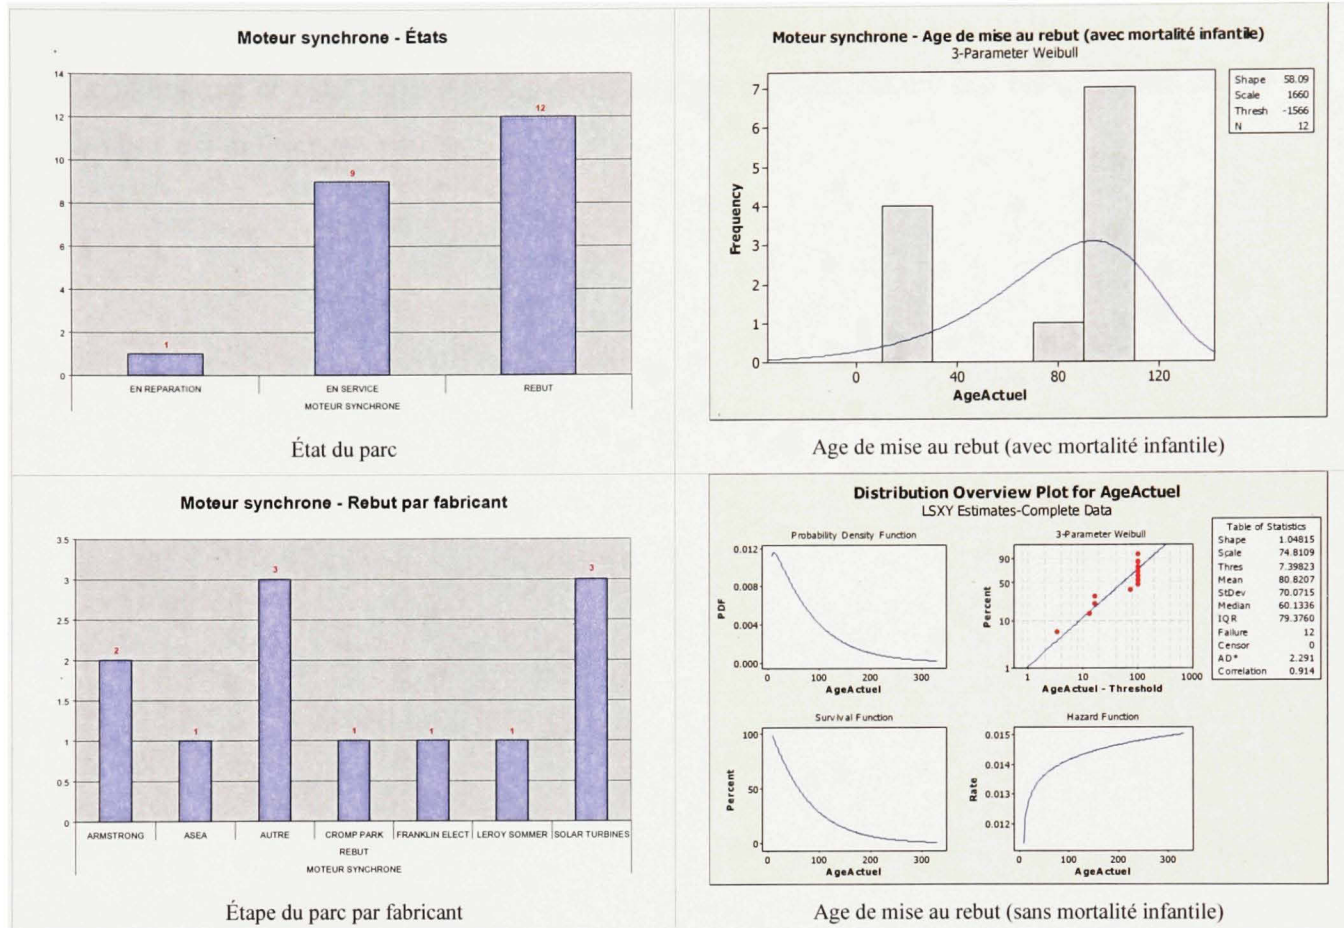 Moteur synchrone - États
14
12
10
8
6
4
2
0
1
9
12
EN REPARATION
EN SERVICE
REBUT
MOTEUR SYNCHRONE
État du parc
Moteur synchrone - Age de mise au rebut (avec mortalité infantile)
3-Parameter Weibull
Shape 58.09
Scale 1660
Thresh -1566
N 12
Frequency
7
6
5
4
3
2
1
0
0 40 80 120
AgeActuel
Age de mise au rebut (avec mortalité infantile)
Moteur synchrone - Rebut par fabricant
3.5
3
2.5
2
1.5
1
0.5
0
2
1
3
1
1
1
3
ARMSTRONG
ASEA
AUTRE
CROMP PARK
FRANKLIN ELECT
LEROY SOMMER
SOLAR TURBINES
REBUT
MOTEUR SYNCHRONE
Étape du parc par fabricant
Distribution Overview Plot for AgeActuel
LSXY Estimates-Complete Data
Probability Density Function
PDF
0.012
0.008
0.004
0.000
0 100 200 300
AgeActuel
3-Parameter Weibull
Percent
90
50
10
1
1 10 100 1000
AgeActuel - Threshold
Table of Statistics
Shape 1.04815
Scale 74.8109
Thres 7.39823
Mean 80.8207
StDev 70.0715
Median 60.1336
IQR 79.3760
Failure 12
Censor 0
AD* 2.291
Correlation 0.914
Survival Function
Percent
100
50
0
0 100 200 300
AgeActuel
Hazard Function
Rate
0.015
0.014
0.013
0.012
0 100 200 300
AgeActuel
Age de mise au rebut (sans mortalité infantile)